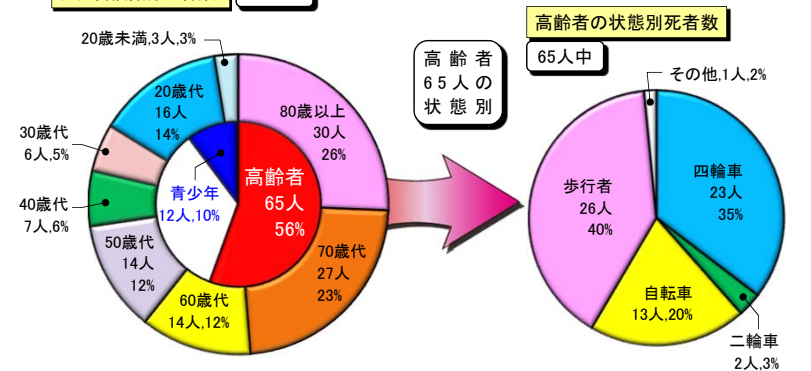 20歳未満,3人,3%
20歳代
16人
14%
30歳代
6人,5%
40歳代
7人,6%
50歳代
14人
12%
60歳代
14人,12%
70歳代
27人
23%
80歳以上
30人
26%
青少年
12人,10%
高齢者
65人
56%
高齢者
65人の
状態別
高齢者の状態別死者数
65人中
その他,1人,2%
四輪車
23人
35%
歩行者
26人
40%
自転車
13人,20%
二輪車
2人,3%